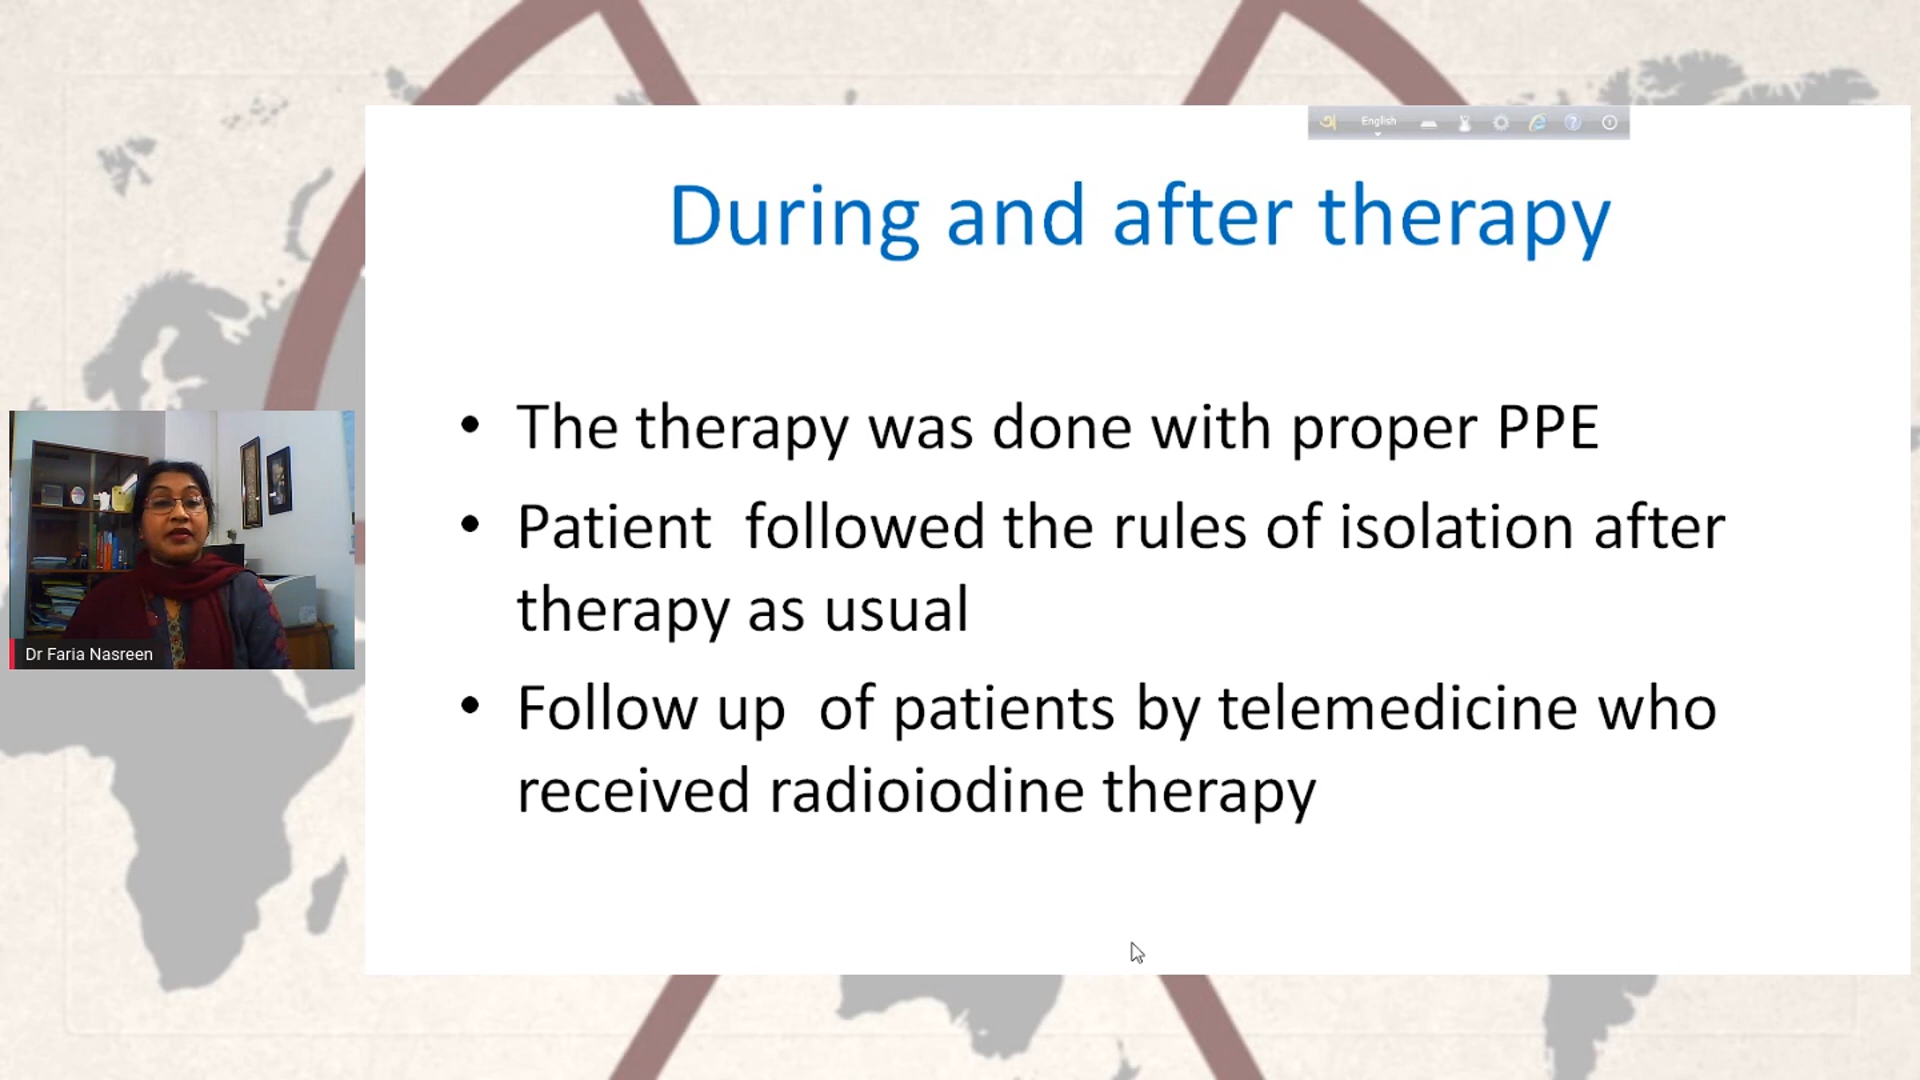 অ English
During and after therapy
• The therapy was done with proper PPE
• Patient  followed the rules of isolation after
therapy as usual
• Follow up  of patients by telemedicine who
received radioiodine therapy
Dr Faria Nasreen